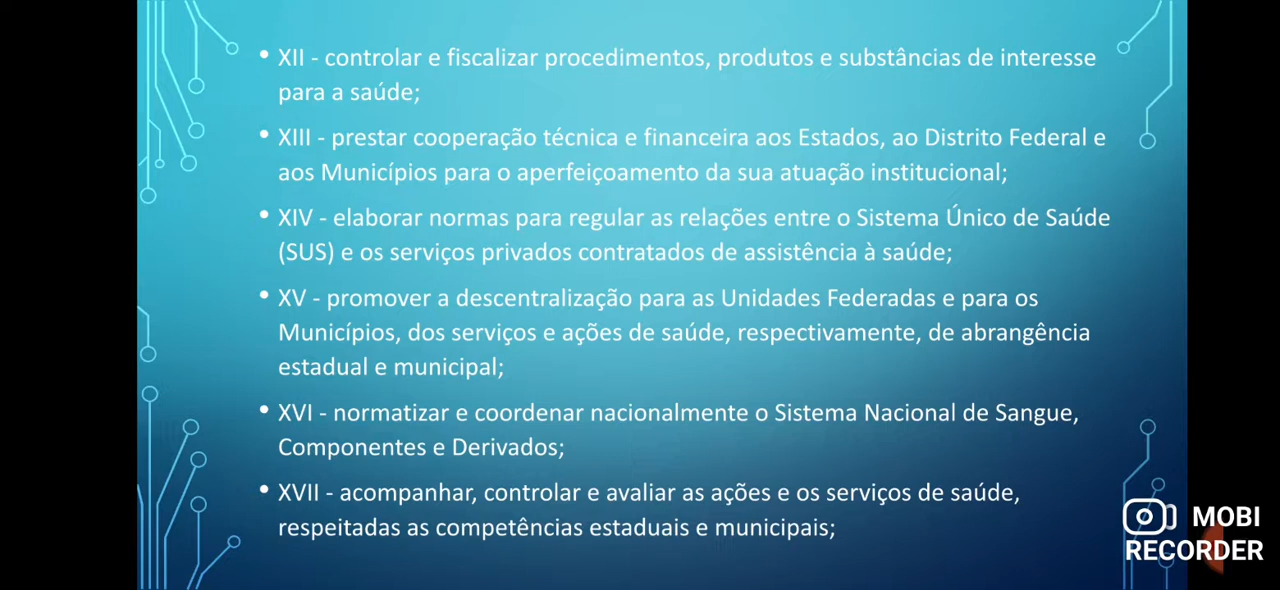 • XII - controlar e fiscalizar procedimentos, produtos e substâncias de interesse
para a saúde;
• XIII - prestar cooperação técnica e financeira aos Estados, ao Distrito Federal e
aos Municípios para o aperfeiçoamento da sua atuação institucional;
• XIV - elaborar normas para regular as relações entre o Sistema Único de Saúde
(SUS) e os serviços privados contratados de assistência à saúde;
• XV - promover a descentralização para as Unidades Federadas e para os
Municípios, dos serviços e ações de saúde, respectivamente, de abrangência
estadual e municipal;
• XVI - normatizar e coordenar nacionalmente o Sistema Nacional de Sangue,
Componentes e Derivados;
• XVII - acompanhar, controlar e avaliar as ações e os serviços de saúde,
respeitadas as competências estaduais e municipais;
MOBI
RECORDER